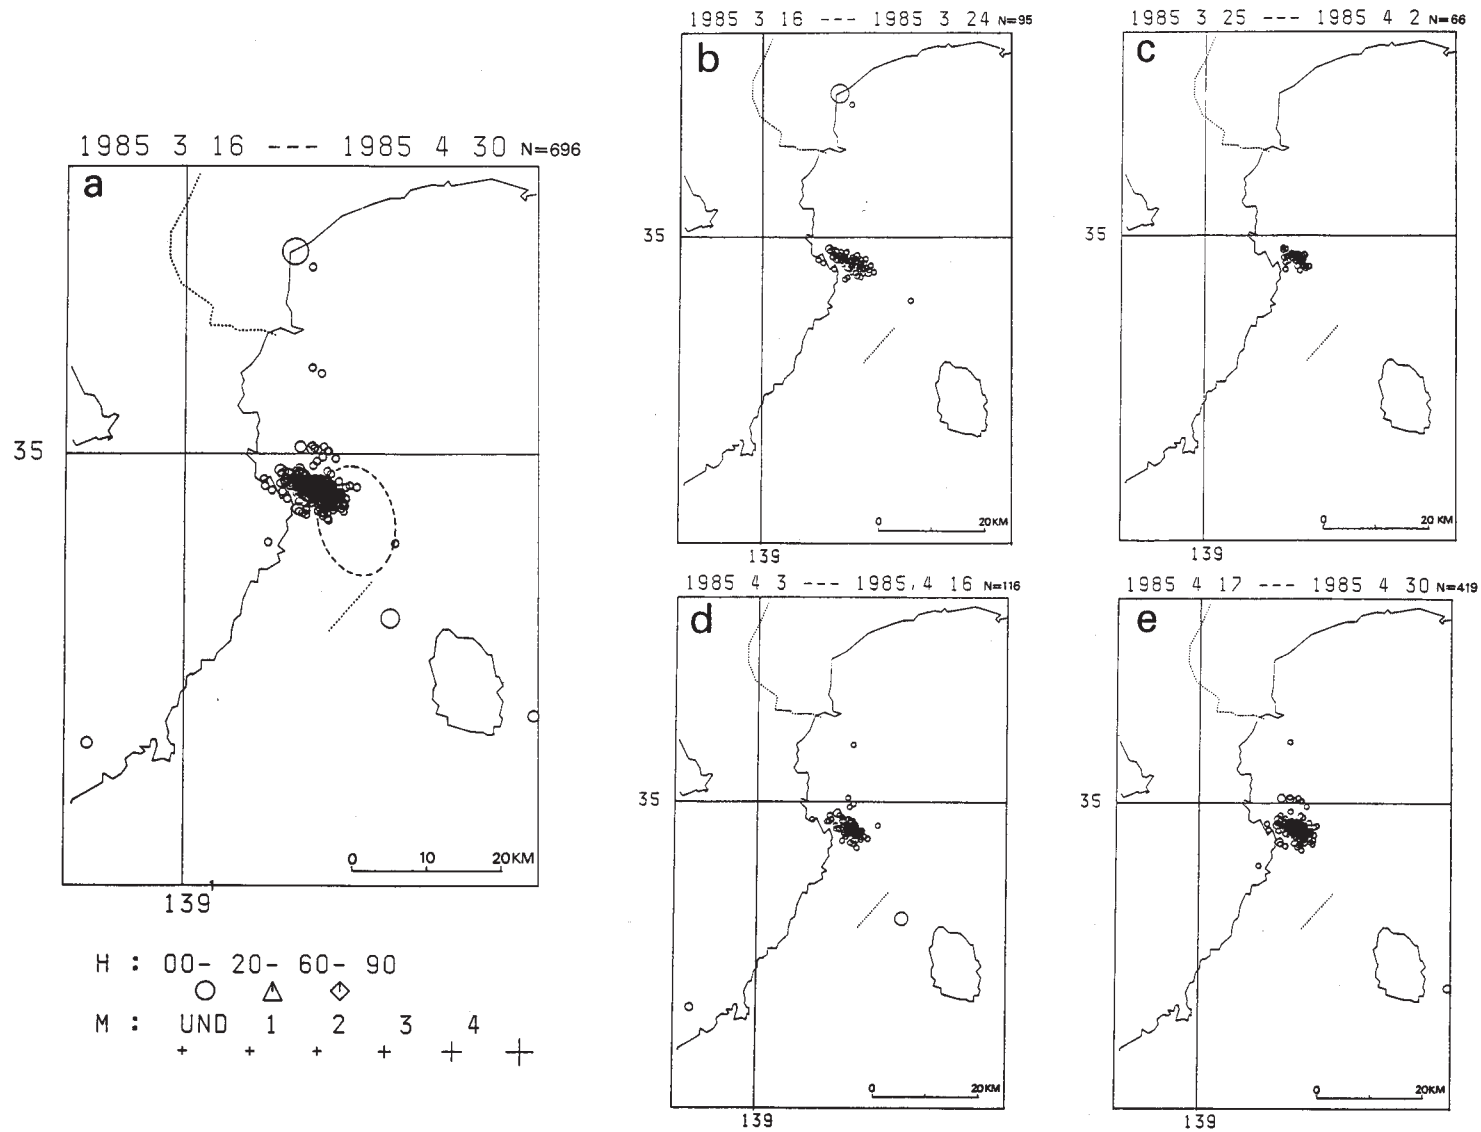 1985 3 16 --- 1985 4 30 N=696
a
35
0 10 20KM
139
H : 00- 20- 60- 90
M : UND 1 2 3 4
1985 3 16 --- 1985 3 24 N=95
b
35
0 20KM
139
1985 3 25 --- 1985 4 2 N=66
c
35
0 20KM
139
1985 4 3 --- 1985 4 16 N=116
d
35
0 20KM
139
1985 4 17 --- 1985 4 30 N=419
e
35
0 20KM
139